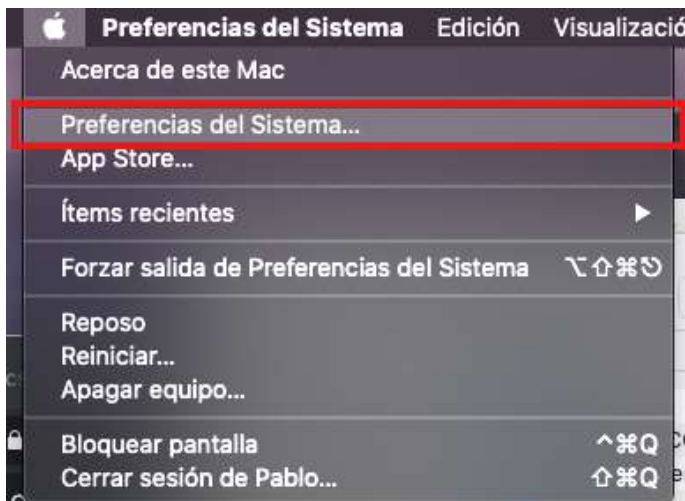 Preferencias del Sistema Edición Visualizació
Acerca de este Mac
Preferencias del Sistema...
App Store...
Ítems recientes
Forzar salida de Preferencias del Sistema ⌥⇧⌘⎋
Reposo
Reiniciar...
Apagar equipo...
Bloquear pantalla ^⌘Q
Cerrar sesión de Pablo... ⇧⌘Q